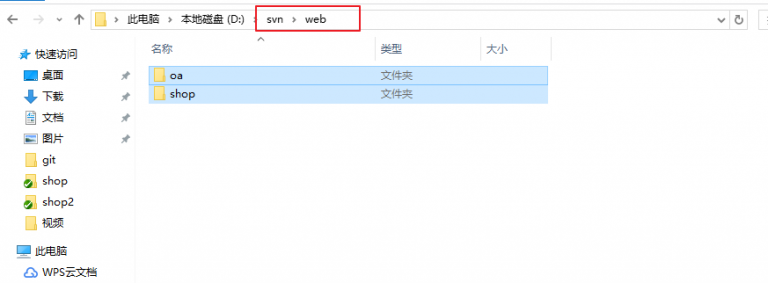 此电脑 > 本地磁盘 (D:) > svn > web
名称 类型 大小
快速访问
桌面
下载
文档
图片
git
shop
shop2
视频
此电脑
WPS云文档
oa 文件夹
shop 文件夹